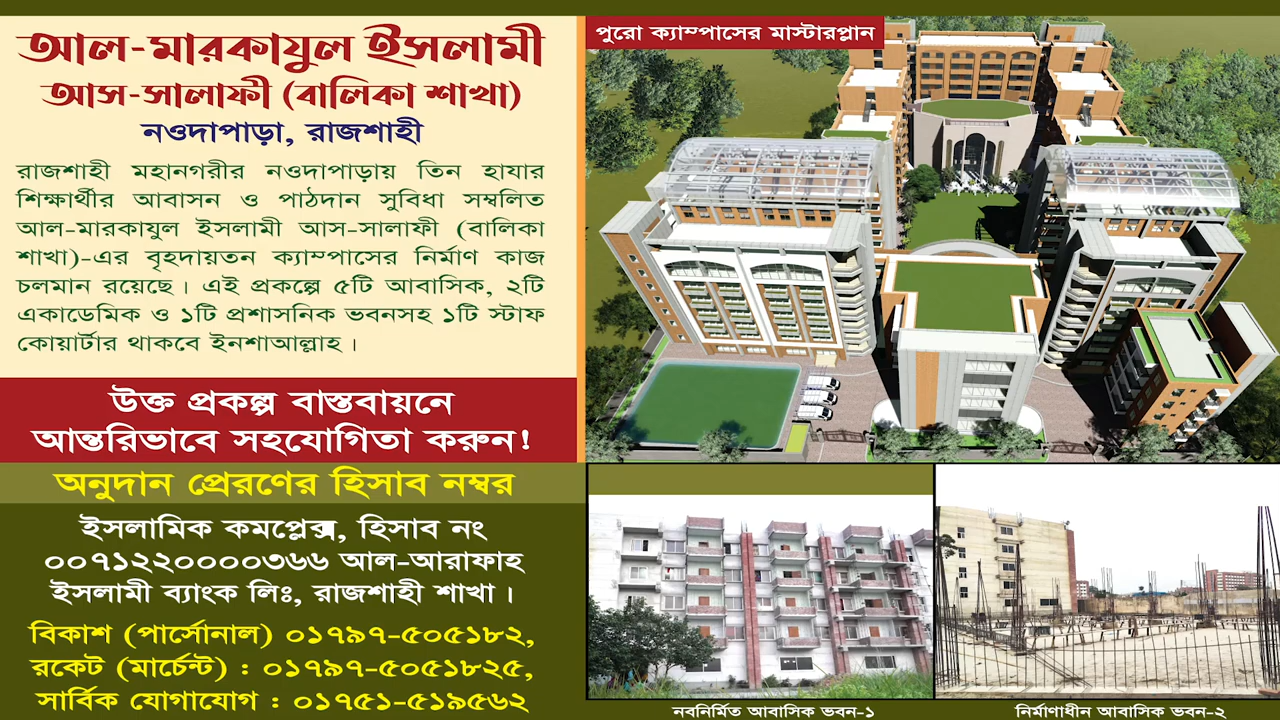 আল-মারকাযুল ইসলামী
আস-সালাফী (বালিকা শাখা)
নওদাপাড়া, রাজশাহী
রাজশাহী মহানগরীর নওদাপাড়ায় তিন হাযার
শিক্ষার্থীর আবাসন ও পাঠদান সুবিধা সম্বলিত
আল-মারকাযুল ইসলামী আস-সালাফী (বালিকা
শাখা)-এর বৃহদায়তন ক্যাম্পাসের নির্মাণ কাজ
চলমান রয়েছে। এই প্রকল্পে ৫টি আবাসিক, ২টি
একাডেমিক ও ১টি প্রশাসনিক ভবনসহ ১টি স্টাফ
কোয়ার্টার থাকবে ইনশাআল্লাহ।
উক্ত প্রকল্প বাস্তবায়নে
আন্তরিভাবে সহযোগিতা করুন!
অনুদান প্রেরণের হিসাব নম্বর
ইসলামিক কমপ্লেক্স, হিসাব নং
০০৭১২২০০০০৩৬৬ আল-আরাফাহ
ইসলামী ব্যাংক লিঃ, রাজশাহী শাখা।
বিকাশ (পার্সোনাল) ০১৭৯৭-৫০৫১৮২,
রকেট (মার্চেন্ট) : ০১৭৯৭-৫০৫১৮২৫,
সার্বিক যোগাযোগ : ০১৭৫১-৫১৯৫৬২
পুরো ক্যাম্পাসের মাস্টারপ্লান
নবনির্মিত আবাসিক ভবন-১
নির্মাণাধীন আবাসিক ভবন-২